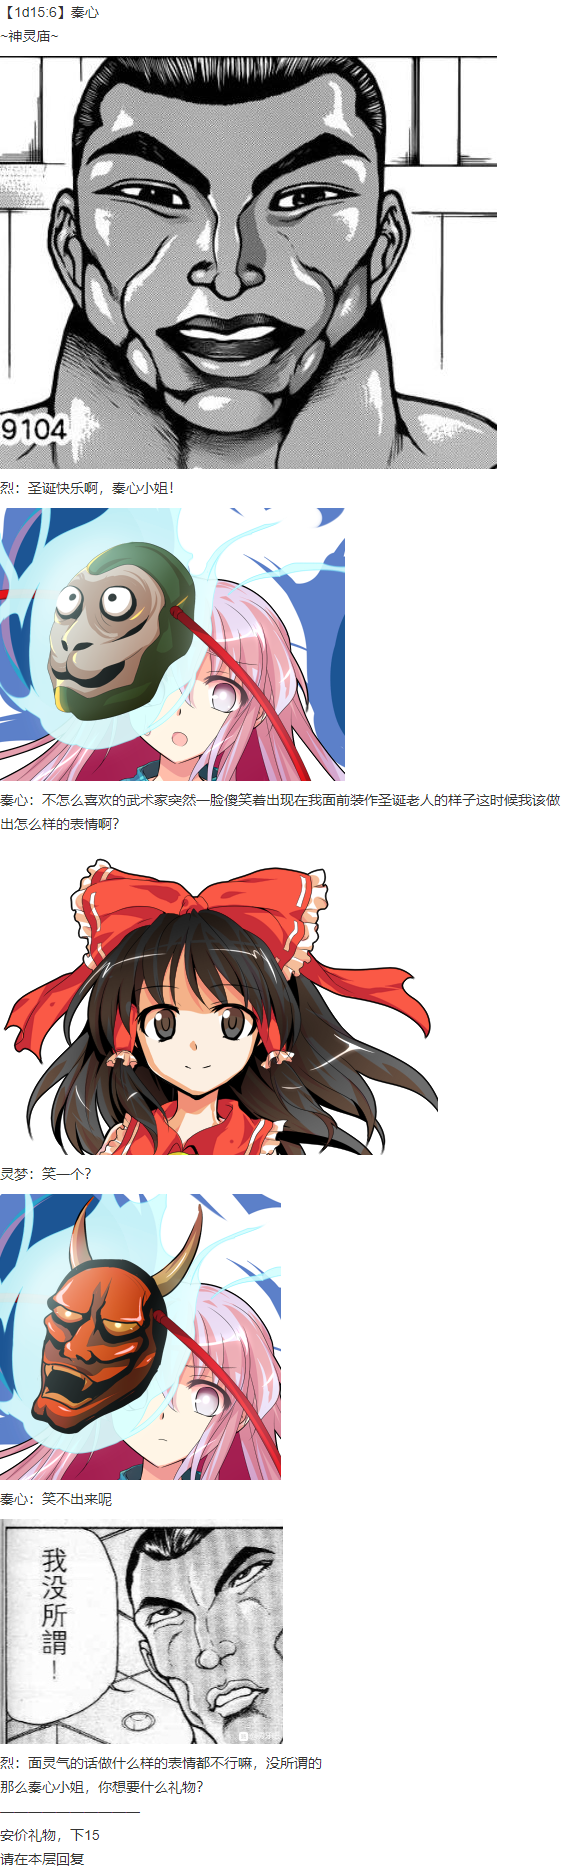 【1d15:6】秦心
~神灵庙~
9104
烈：圣诞快乐啊，秦心小姐！
秦心：不怎么喜欢的武术家突然一脸傻笑着出现在我面前装作圣诞老人的样子这时候我该做
出怎么样的表情啊？
灵梦：笑一个？
秦心：笑不出来呢
我没所謂！
烈：面灵气的话做什么样的表情都不行嘛，没所谓的
那么秦心小姐，你想要什么礼物？
——————————
安价礼物，下15
请在本层回复